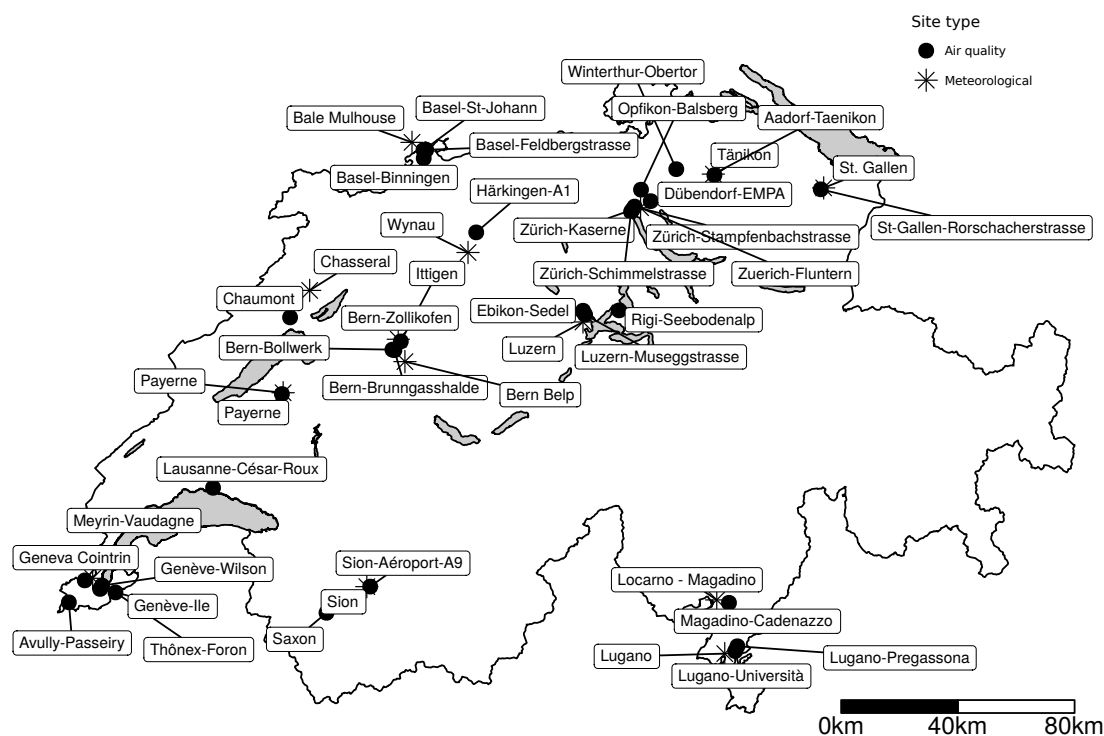 Site type
Air quality
Meteorological
Winterthur-Obertor
Opfikon-Balsberg
Basel-St-Johann
Bale Mulhouse
Aadorf-Taenikon
Basel-Feldbergstrasse
Tänikon
St. Gallen
Basel-Binningen
Härkingen-A1
Dübendorf-EMPA
Wynau
St-Gallen-Rorschacherstrasse
Zürich-Kaserne
Zürich-Stampfenbachstrasse
Chasseral
Ittigen
Zürich-Schimmelstrasse
Zuerich-Fluntern
Chaumont
Bern-Zollikofen
Ebikon-Sedel
Rigi-Seebodenalp
Bern-Bollwerk
Luzern
Luzern-Museggstrasse
Payerne
Bern-Brunngasshalde
Bern Belp
Payerne
Lausanne-César-Roux
Meyrin-Vaudagne
Geneva Cointrin
Genève-Wilson
Sion-Aéroport-A9
Locarno - Magadino
Genève-Ile
Sion
Magadino-Cadenazzo
Avully-Passeiry
Thônex-Foron
Saxon
Lugano
Lugano-Pregassona
Lugano-Università
0km 40km 80km